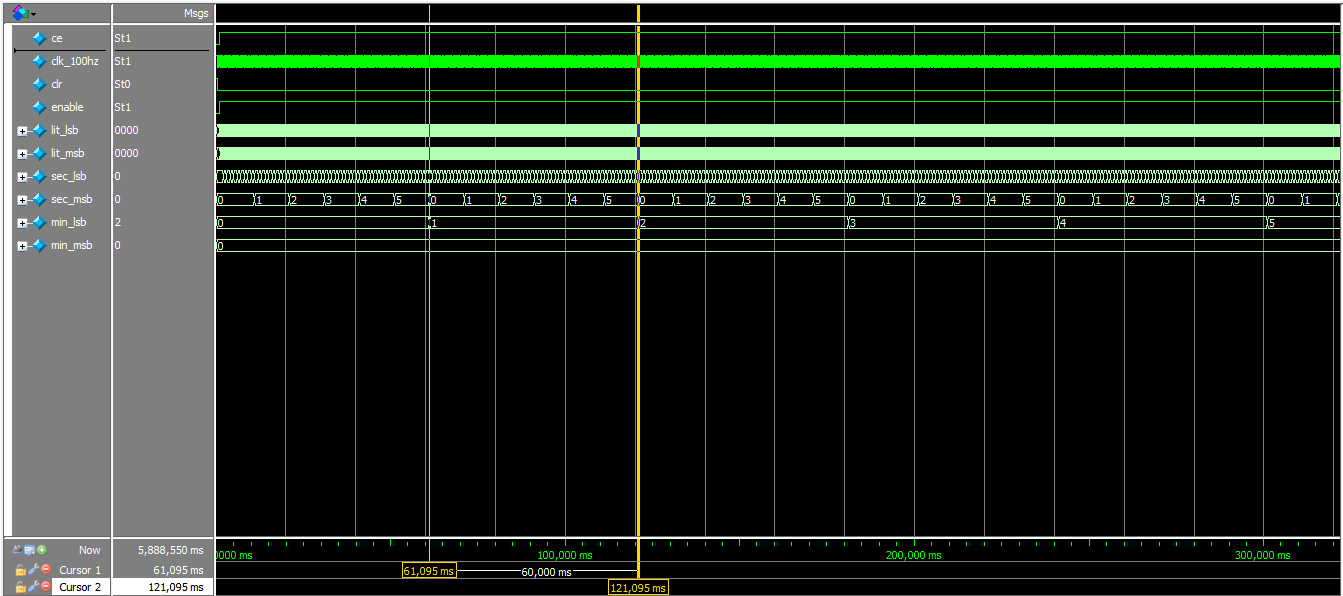 Msgs
ce St1
clk_100hz St1
clr St0
enable St1
lit_lsb 0000
lit_msb 0000
sec_lsb 0
sec_msb 0 0 1 2 3 4 5 0 1 2 3 4 5 0 1 2 3 4 5 0 1 2 3 4 5 0 1 2 3 4 5 0 1
min_lsb 2 0 1 2 3 4 5
min_msb 0 0
Now 5,888,550 ms 0000 ms 100,000 ms 200,000 ms 300,000 ms
Cursor 1 61,095 ms 61,095 ms 60,000 ms
Cursor 2 121,095 ms 121,095 ms